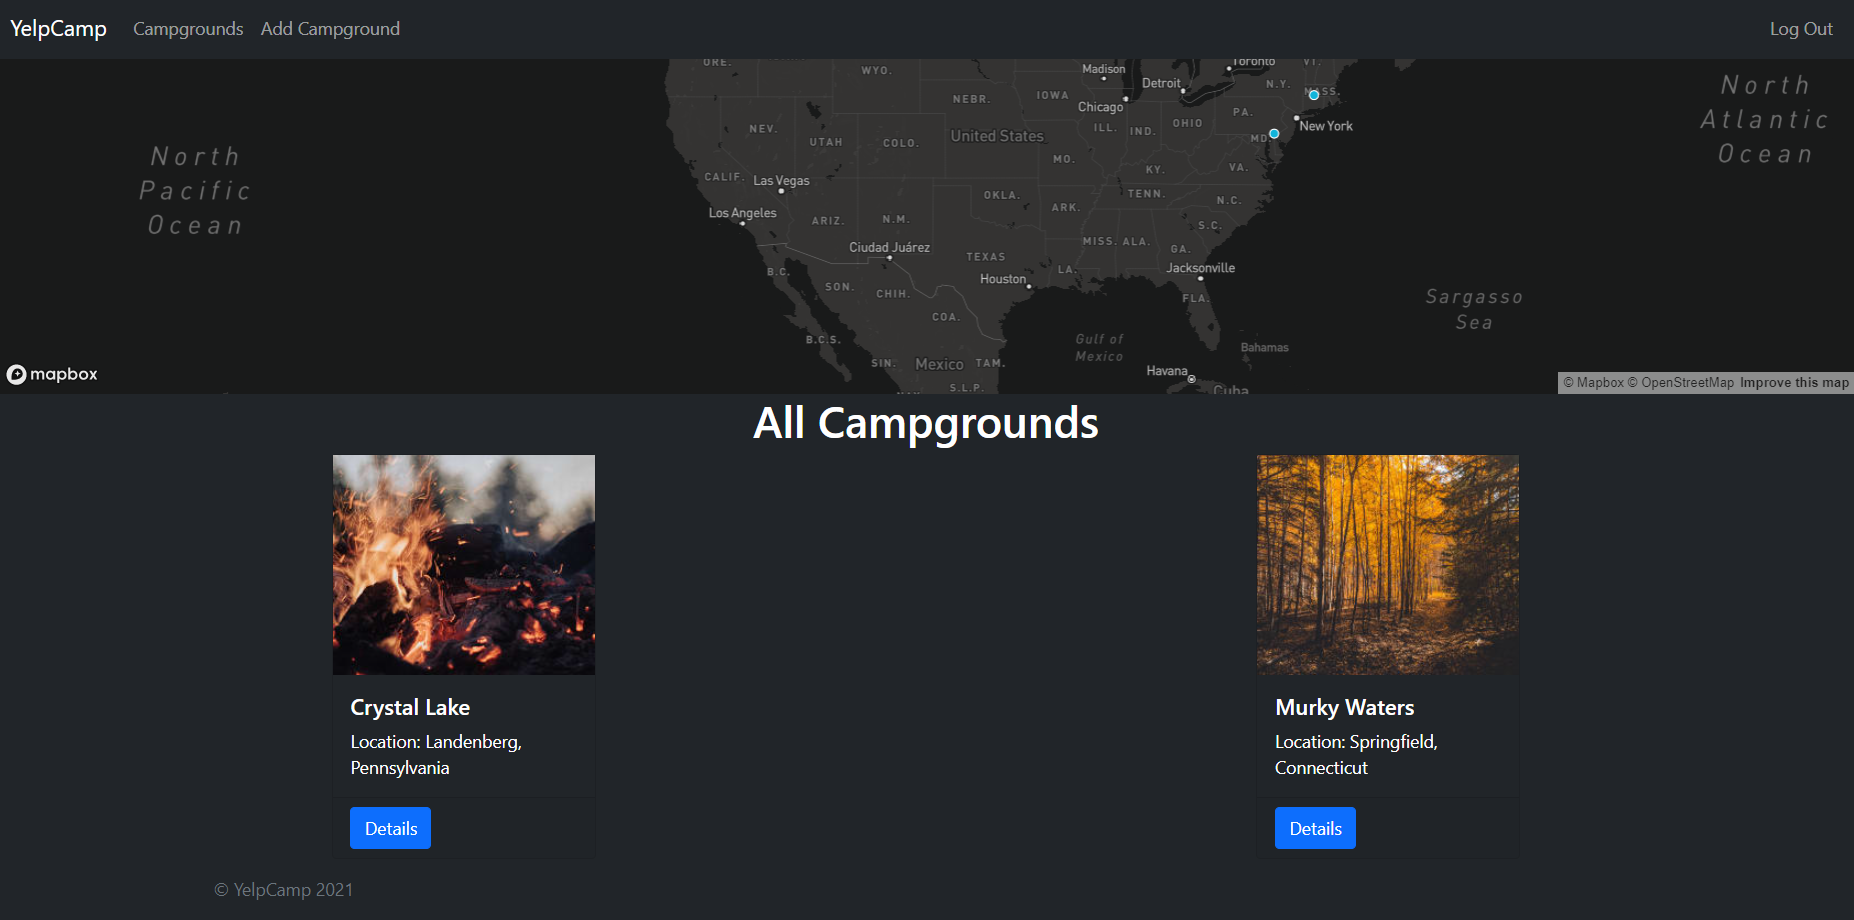 YelpCamp Campgrounds Add Campground Log Out
ORE.
WYO.
Madison
Toronto
VT.
Detroit
N.Y.
MASS.
NEBR.
IOWA
Chicago
PA.
New York
NEV.
UTAH
COLO.
United States
ILL.
IND.
OHIO
MD.
North
Pacific
Ocean
North
Atlantic
Ocean
CALIF.
Las Vegas
MO.
KY.
VA.
OKLA.
TENN.
N.C.
Los Angeles
ARIZ.
N.M.
ARK.
S.C.
Ciudad Juárez
TEXAS
MISS.
ALA.
GA.
B.C.
Houston
LA.
Jacksonville
SON.
CHIH.
FLA.
Sargasso
Sea
COA.
B.C.S.
Gulf of
Mexico
Bahamas
SIN.
Mexico
TAM.
Havana
S.L.P.
Cuba
mapbox
© Mapbox © OpenStreetMap Improve this map
All Campgrounds
Crystal Lake
Location: Landenberg,
Pennsylvania
Details
Murky Waters
Location: Springfield,
Connecticut
Details
© YelpCamp 2021